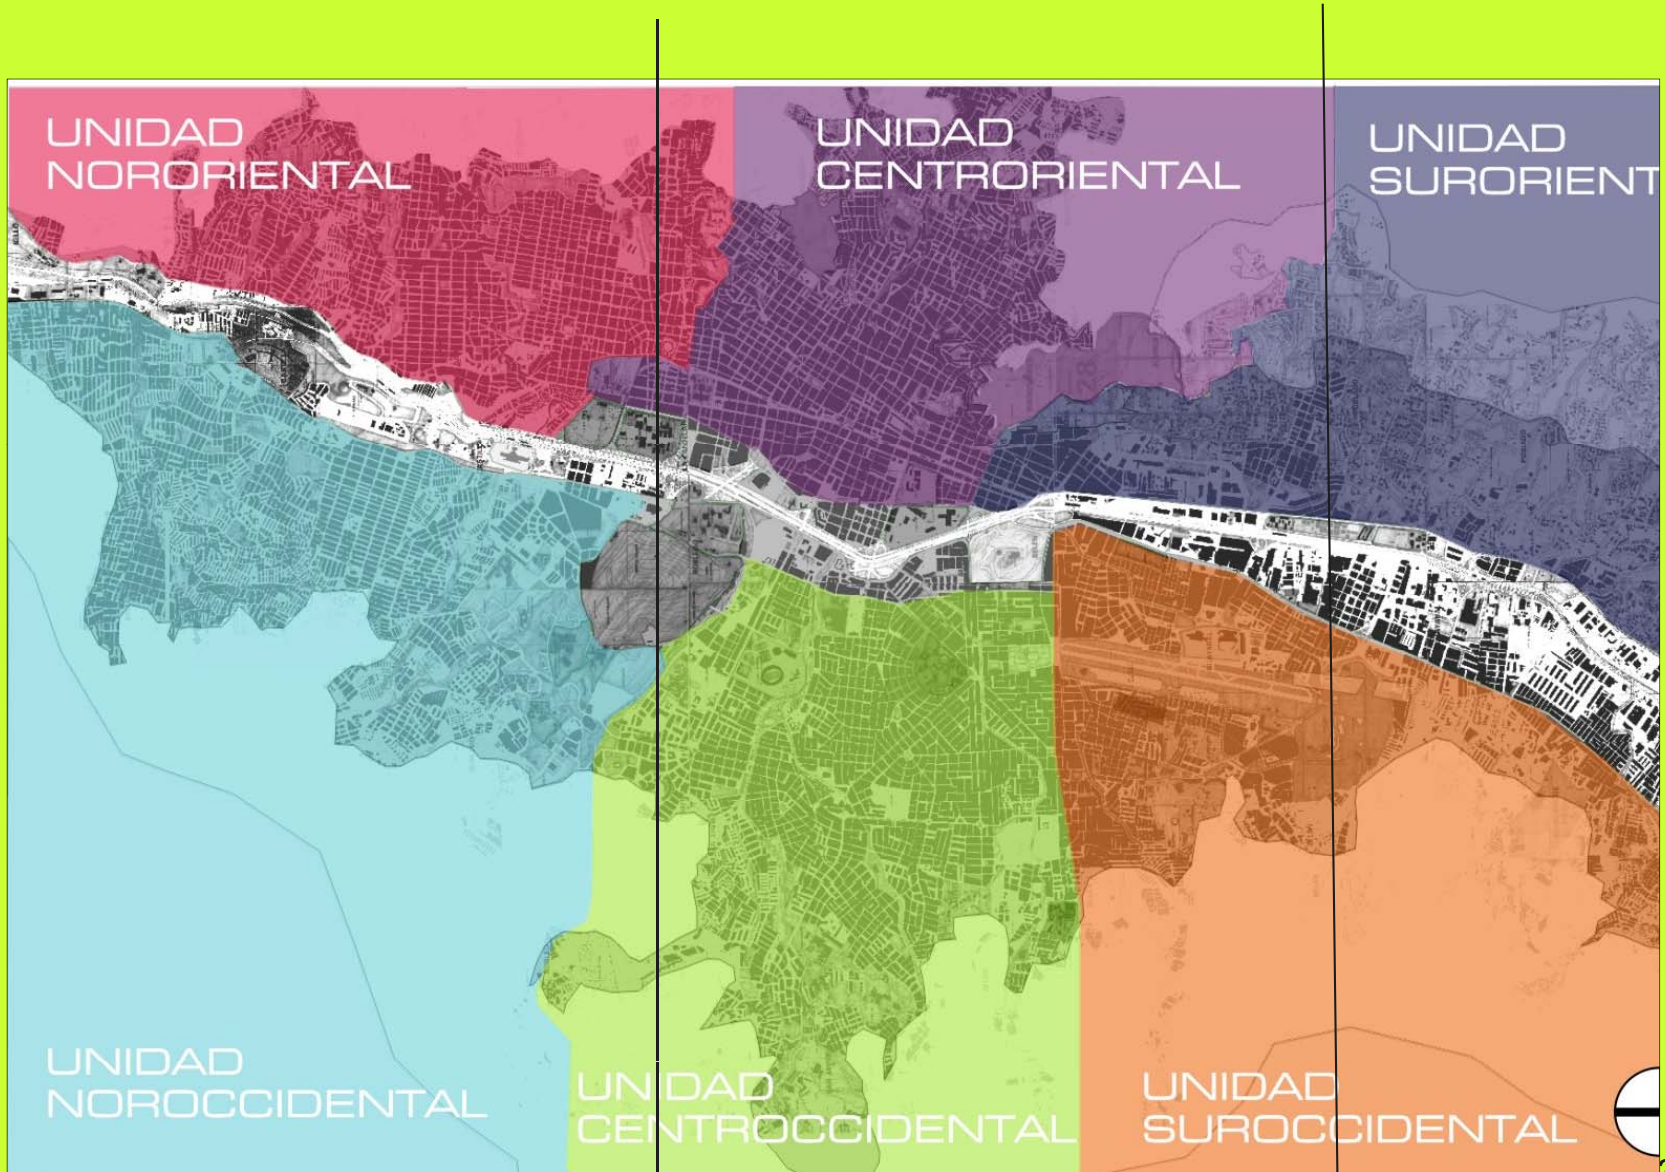 UNIDAD
NORORIENTAL
UNIDAD
CENTRORIENTAL
UNIDAD
SURORIENT
UNIDAD
NOROCCIDENTAL
UNIDAD
CENTROCCIDENTAL
UNIDAD
SUROCCIDENTAL